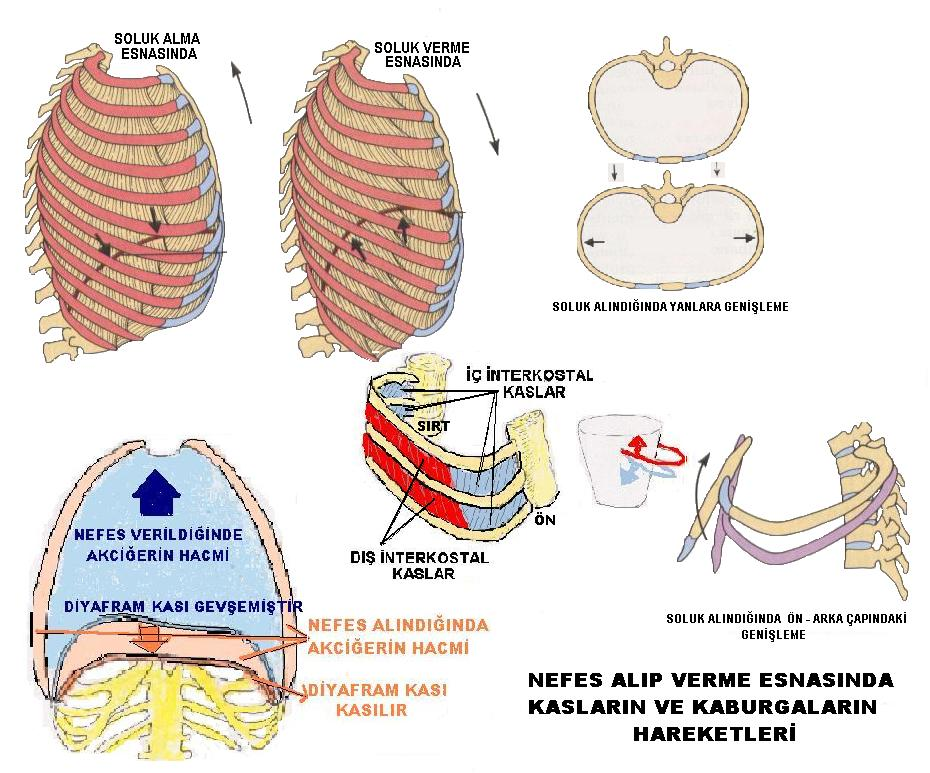 SOLUK ALMA
ESNASINDA
SOLUK VERME
ESNASINDA
SOLUK ALINDIĞINDA YANLARA GENİŞLEME
İÇ İNTERKOSTAL
KASLAR
SIRT
ÖN
DIŞ İNTERKOSTAL
KASLAR
NEFES VERİLDİĞİNDE
AKCİĞERİN HACMİ
DİYAFRAM KASI GEVŞEMİŞTİR
NEFES ALINDIĞINDA
AKCİĞERİN HACMİ
DİYAFRAM KASI
KASILIR
SOLUK ALINDIĞINDA ÖN - ARKA ÇAPINDAKİ
GENİŞLEME
NEFES ALIP VERME ESNASINDA
KASLARIN VE KABURGALARIN
HAREKETLERİ